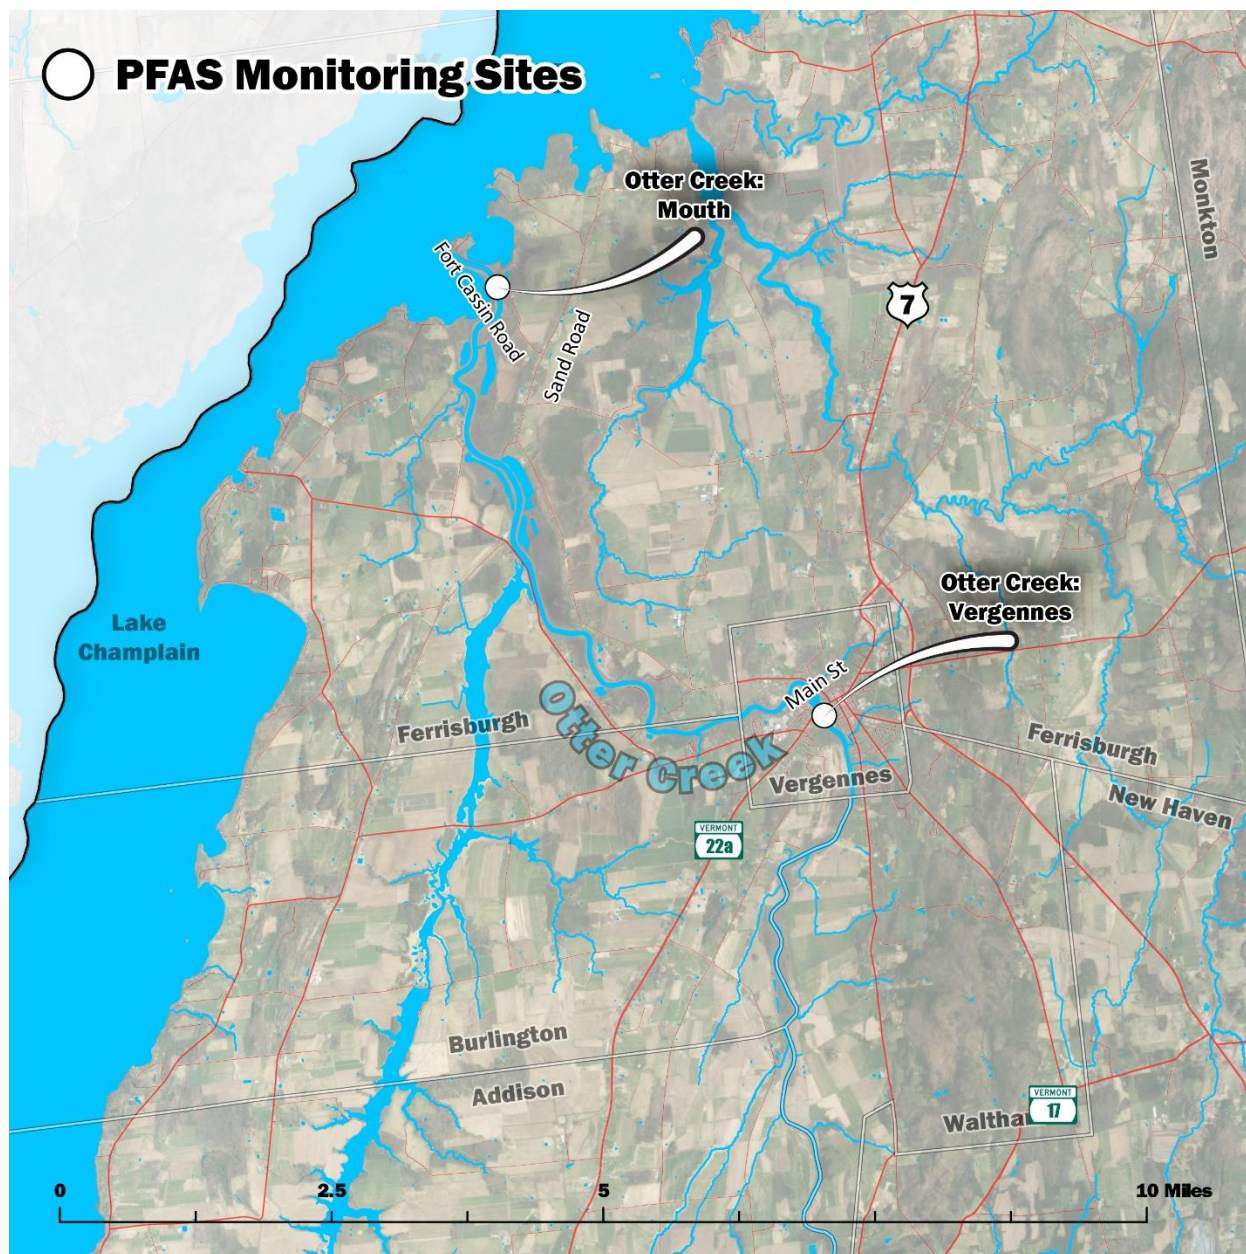 PFAS Monitoring Sites
Otter Creek:
Mouth
Monkton
Fort Cassin Road
Sand Road
7
Otter Creek:
Vergennes
Lake
Champlain
Main St
Ferrisburgh
Otter Creek
Ferrisburgh
Vergennes
New Haven
VERMONT
22a
Burlington
Addison
VERMONT
17
Waltha
0
2.5
5
10 Miles